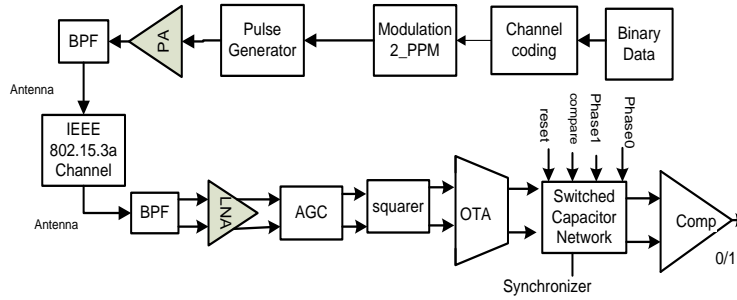 BPF
PA
Pulse
Generator
Modulation
2_PPM
Channel
coding
Binary
Data
Antenna
IEEE
802.15.3a
Channel
Antenna
BPF
LNA
AGC
squarer
OTA
reset
compare
Phase1
Phase0
Switched
Capacitor
Network
Synchronizer
Comp
0/1